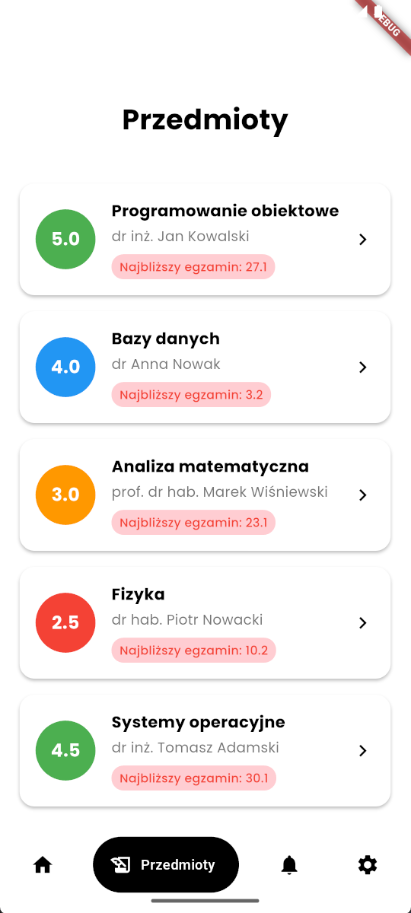 Przedmioty
5.0
Programowanie obiektowe
dr inż. Jan Kowalski
Najbliższy egzamin: 27.1
4.0
Bazy danych
dr Anna Nowak
Najbliższy egzamin: 3.2
3.0
Analiza matematyczna
prof. dr hab. Marek Wiśniewski
Najbliższy egzamin: 23.1
2.5
Fizyka
dr hab. Piotr Nowacki
Najbliższy egzamin: 10.2
4.5
Systemy operacyjne
dr inż. Tomasz Adamski
Najbliższy egzamin: 30.1
Przedmioty